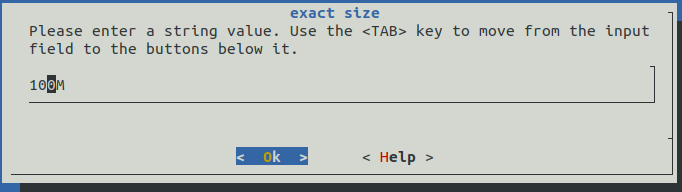 exact size
Please enter a string value. Use the <TAB> key to move from the input
field to the buttons below it.
100M
< Ok > < Help >